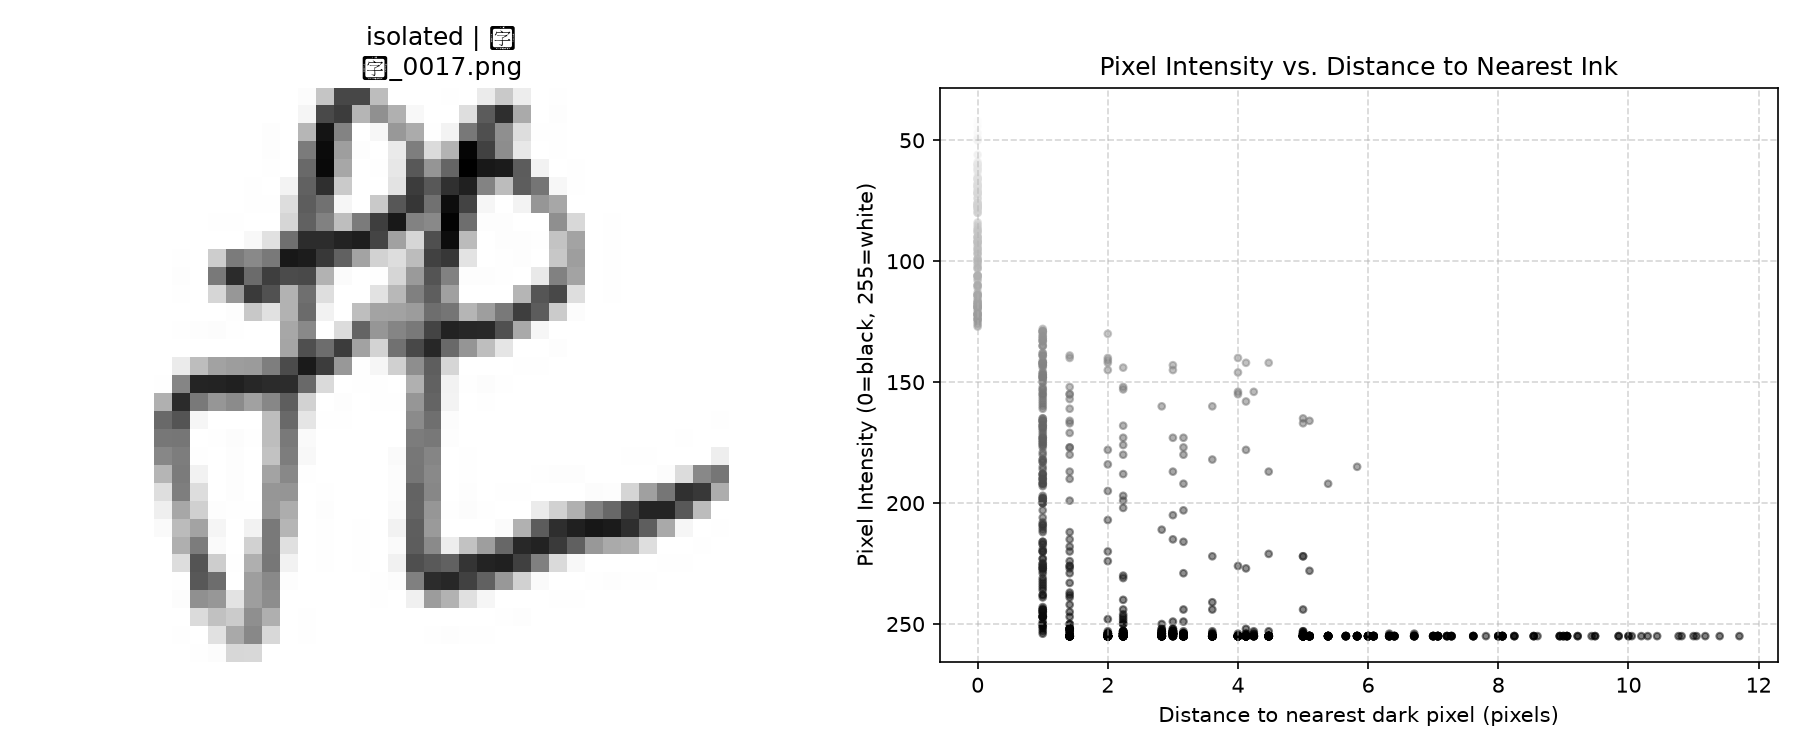 isolated |
_0017.png
Pixel Intensity vs. Distance to Nearest Ink
Pixel Intensity (0=black, 255=white)
50
100
150
200
250
0
2
4
6
8
10
12
Distance to nearest dark pixel (pixels)